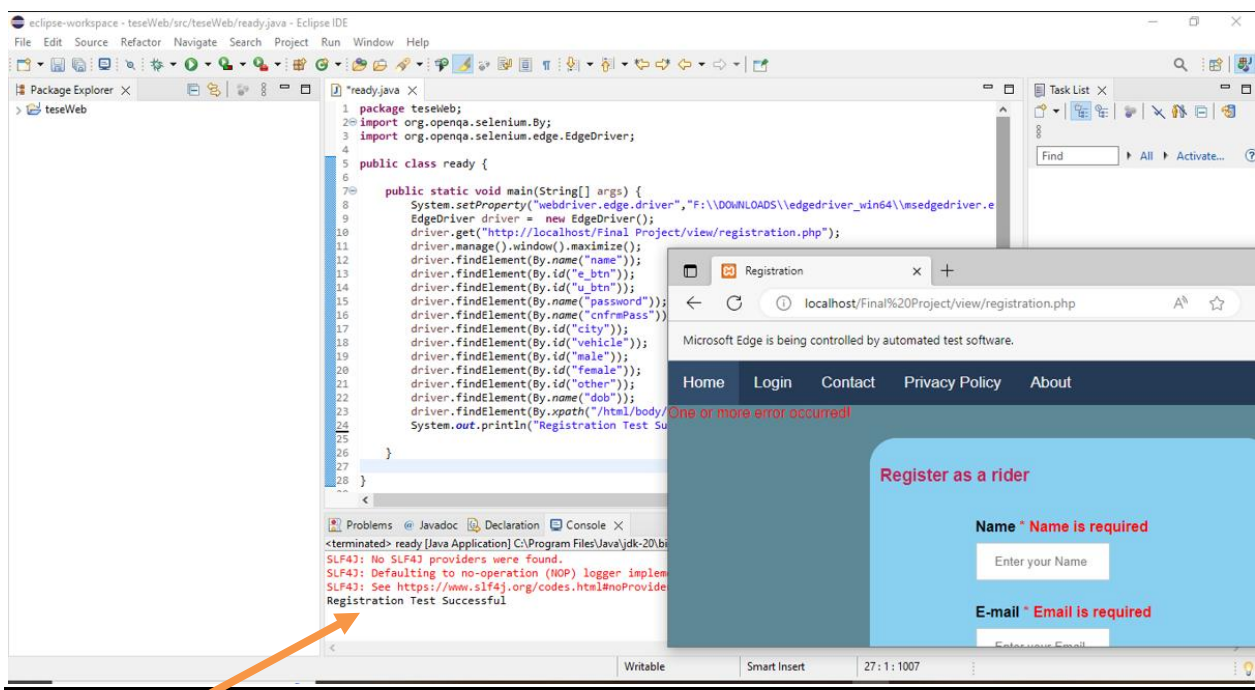 eclipse-workspace - teseWeb/src/teseWeb/ready.java - Eclipse IDE
File Edit Source Refactor Navigate Search Project Run Window Help
Package Explorer
teseWeb
*ready.java
1 package teseWeb;
2 import org.openqa.selenium.By;
3 import org.openqa.selenium.edge.EdgeDriver;
4
5 public class ready {
6
7 public static void main(String[] args) {
8 System.setProperty("webdriver.edge.driver","F:\\DOWNLOADS\\edgedriver_win64\\msedgedriver.e
9 EdgeDriver driver = new EdgeDriver();
10 driver.get("http://localhost/Final Project/view/registration.php");
11 driver.manage().window().maximize();
12 driver.findElement(By.name("name"));
13 driver.findElement(By.id("e_btn"));
14 driver.findElement(By.id("u_btn"));
15 driver.findElement(By.name("password"));
16 driver.findElement(By.name("cnfrmPass"))
17 driver.findElement(By.id("city"));
18 driver.findElement(By.id("vehicle"));
19 driver.findElement(By.id("male"));
20 driver.findElement(By.id("female"));
21 driver.findElement(By.id("other"));
22 driver.findElement(By.name("dob"));
23 driver.findElement(By.xpath("/html/body/
24 System.out.println("Registration Test Su
25
26 }
27
28 }
Problems Javadoc Declaration Console
<terminated> ready [Java Application] C:\Program Files\Java\jdk-20\bi
SLF4J: No SLF4J providers were found.
SLF4J: Defaulting to no-operation (NOP) logger implem
SLF4J: See https://www.slf4j.org/codes.html#noProvide
Registration Test Successful
Writable Smart Insert 27 : 1 : 1007
Task List
Find All Activate...
Registration
localhost/Final%20Project/view/registration.php
Microsoft Edge is being controlled by automated test software.
Home Login Contact Privacy Policy About
One or more error occurred!
Register as a rider
Name * Name is required
Enter your Name
E-mail * Email is required
Enter your Email